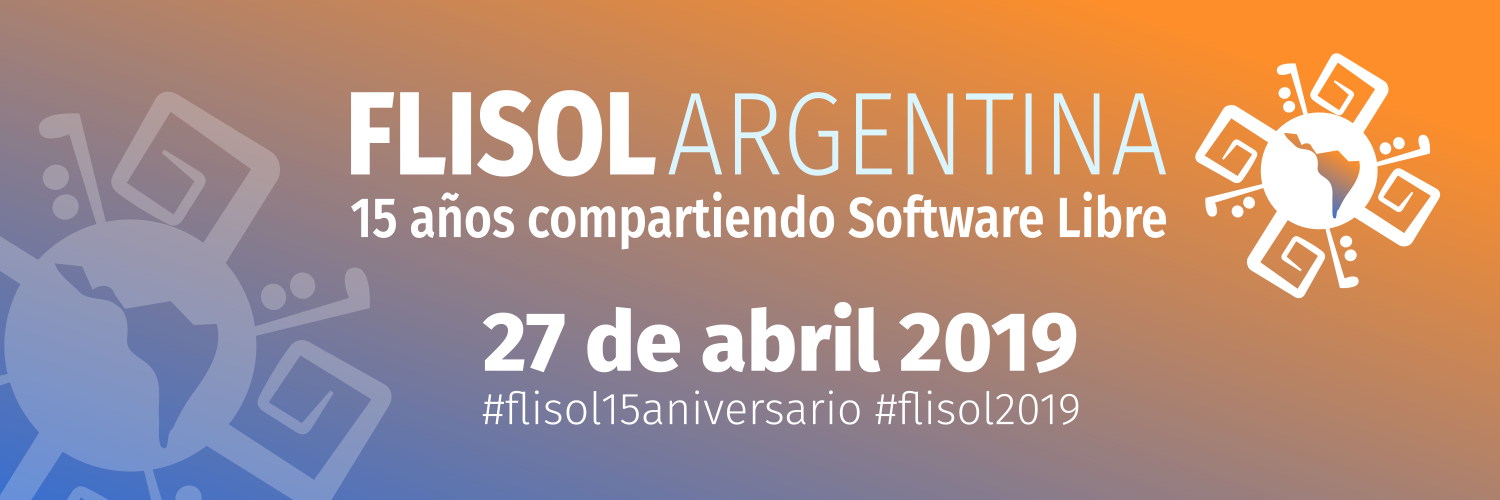 FLISOL ARGENTINA
15 años compartiendo Software Libre
27 de abril 2019
#flisol15aniversario #flisol2019